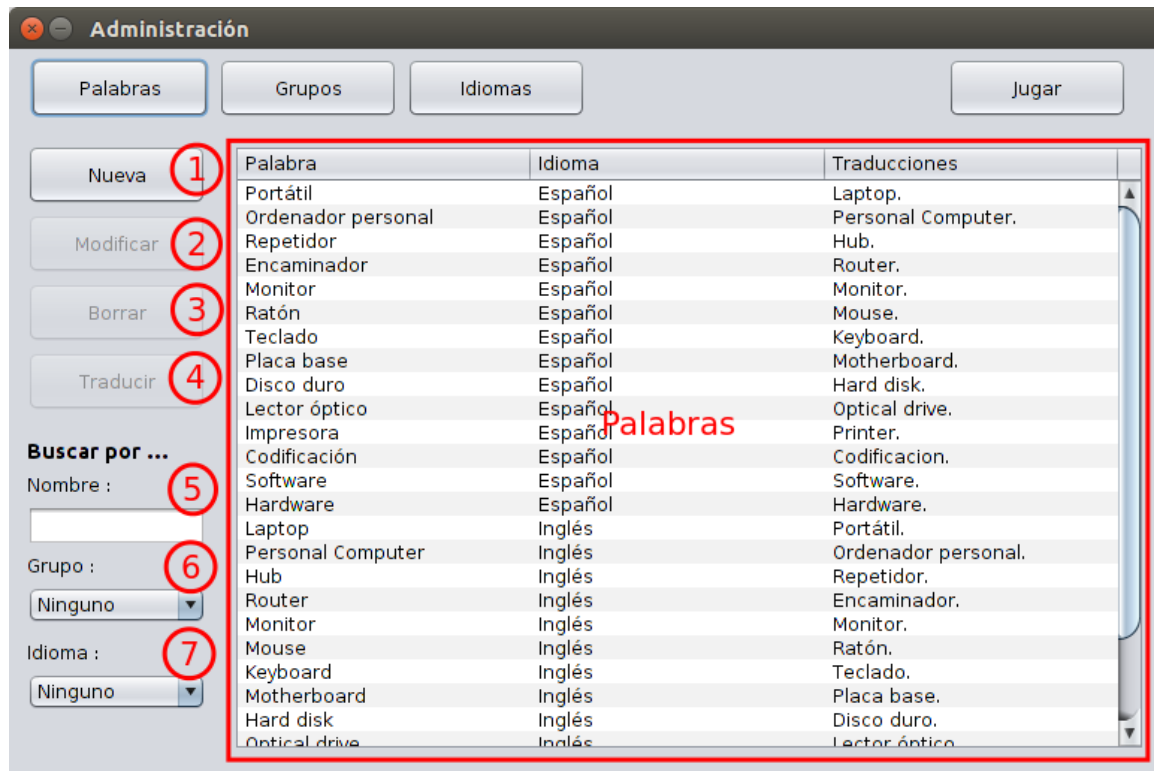 Administración
Palabras Grupos Idiomas Jugar
Nueva 1
Modificar 2
Borrar 3
Traducir 4
Buscar por ...
Nombre : 5
Grupo : 6
Ninguno
Idioma : 7
Ninguno
Palabra Idioma Traducciones
Portátil Español Laptop.
Ordenador personal Español Personal Computer.
Repetidor Español Hub.
Encaminador Español Router.
Monitor Español Monitor.
Ratón Español Mouse.
Teclado Español Keyboard.
Placa base Español Motherboard.
Disco duro Español Hard disk.
Lector óptico Español Optical drive.
Palabras
Impresora Español Printer.
Codificación Español Codificacion.
Software Español Software.
Hardware Español Hardware.
Laptop Inglés Portátil.
Personal Computer Inglés Ordenador personal.
Hub Inglés Repetidor.
Router Inglés Encaminador.
Monitor Inglés Monitor.
Mouse Inglés Ratón.
Keyboard Inglés Teclado.
Motherboard Inglés Placa base.
Hard disk Inglés Disco duro.
Optical drive Inglés Lector óptico